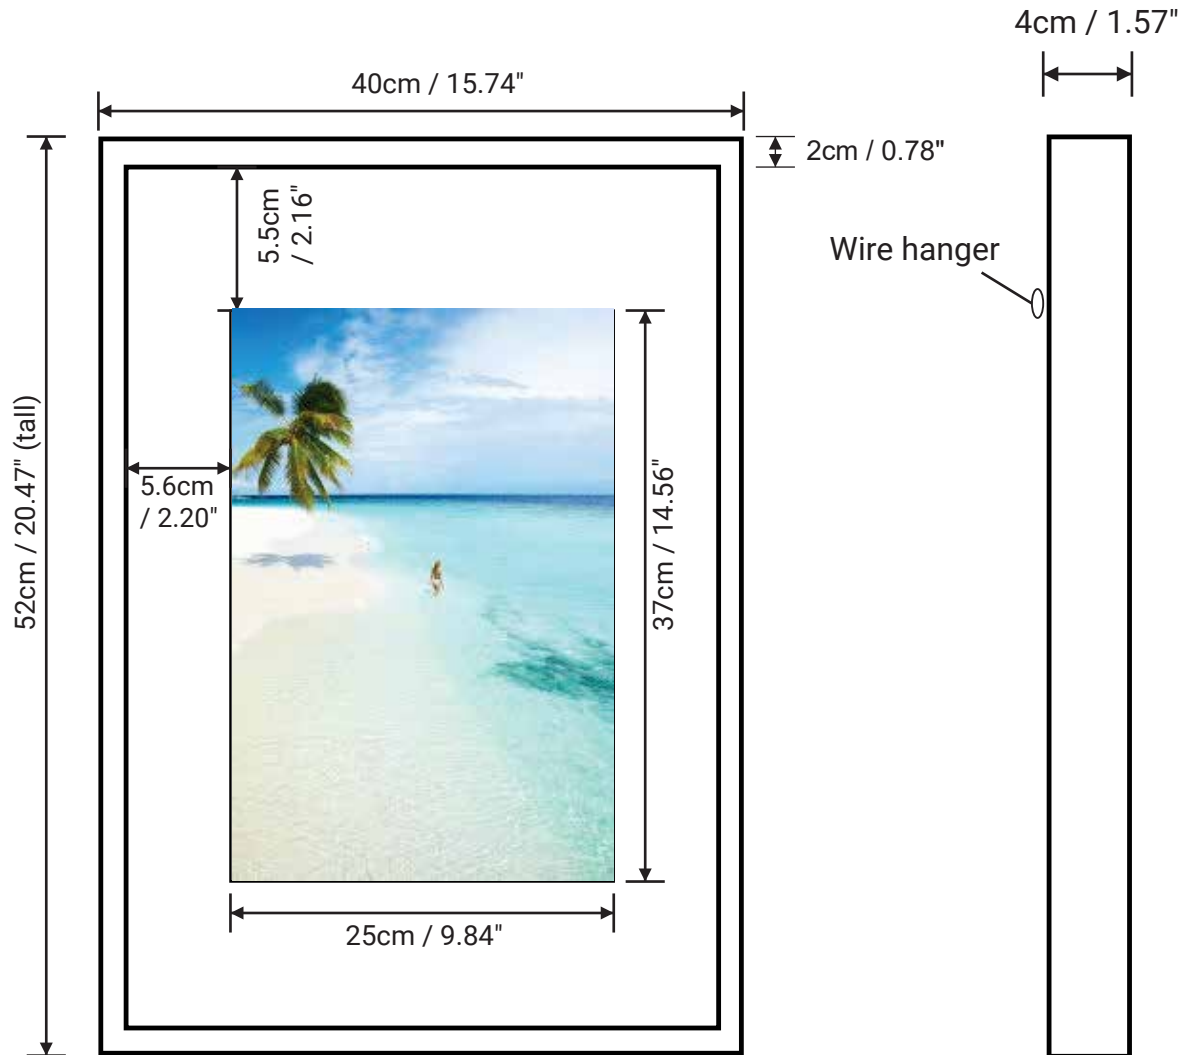 4cm / 1.57"
40cm / 15.74"
2cm / 0.78"
5.5cm
/ 2.16"
Wire hanger
52cm / 20.47" (tall)
5.6cm
/ 2.20"
37cm / 14.56"
25cm / 9.84"